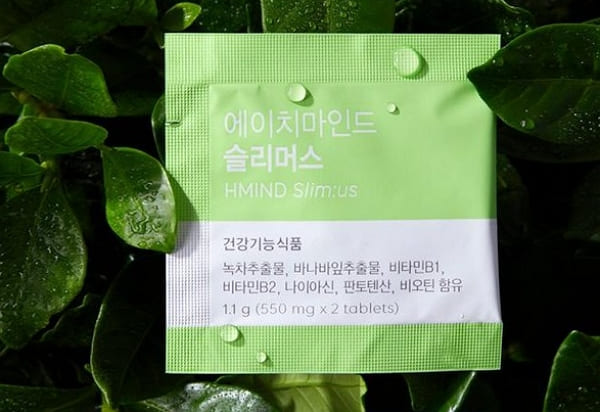 에이치마인드
슬리머스
HMIND Slim:us
건강기능식품
녹차추출물, 바나바잎추출물, 비타민B1,
비타민B2, 나이아신, 판토텐산, 비오틴 함유
1.1 g (550 mg x 2 tablets)